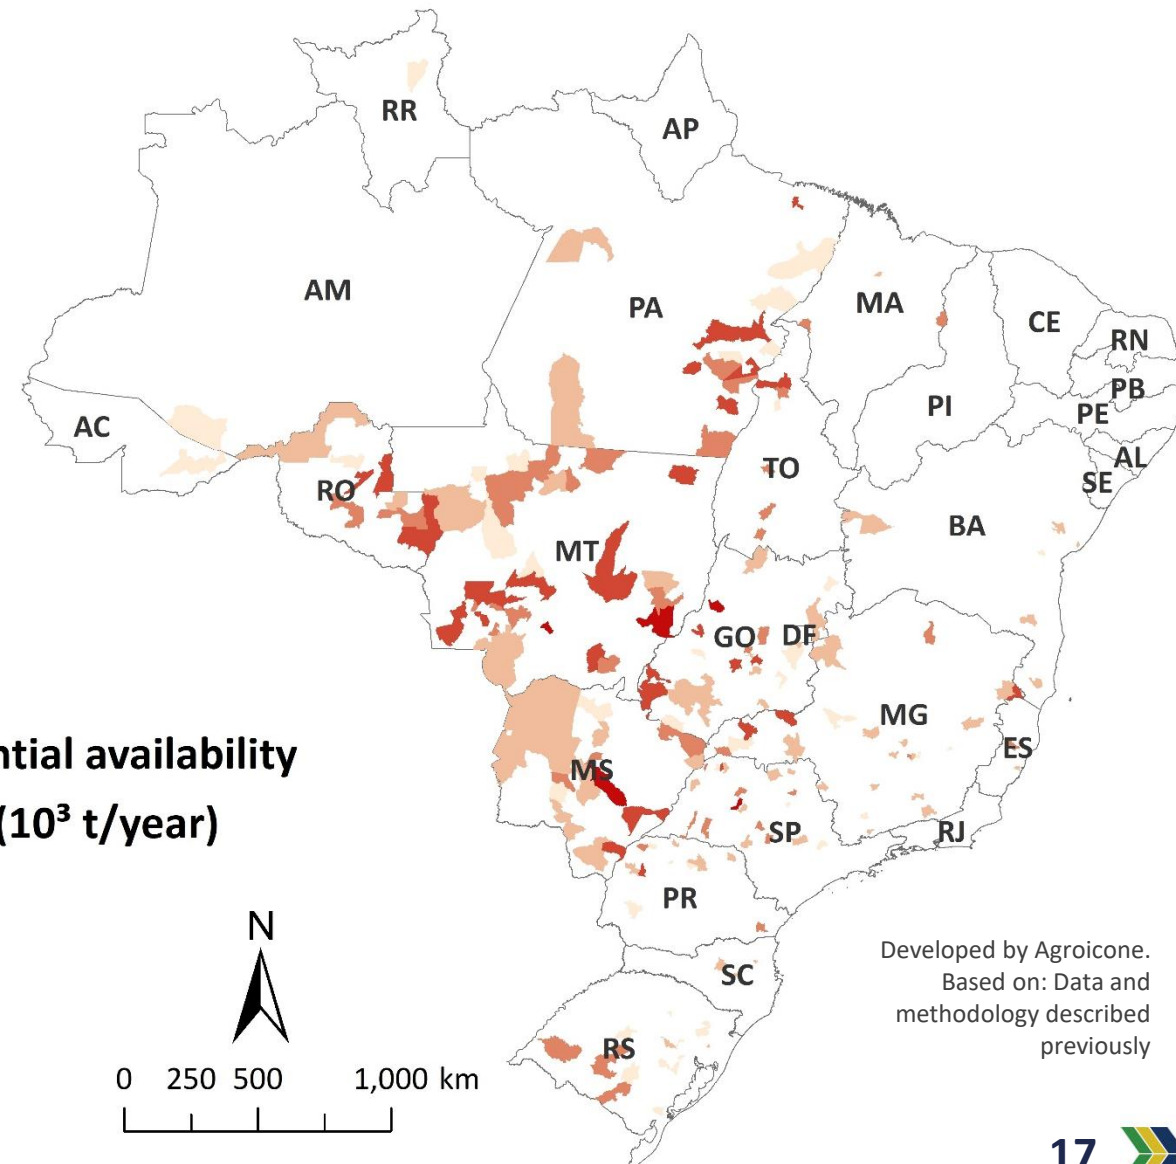 RR
AP
AM
PA
MA
CE
RN
PB
PE
PI
AC
AL
SE
TO
RO
BA
MT
GO
DF
MG
ES
MS
SP
RJ
PR
SC
RS
ntial availability
(10³ t/year)
N
0 250 500 1,000 km
Developed by Agroicone.
Based on: Data and
methodology described
previously
17